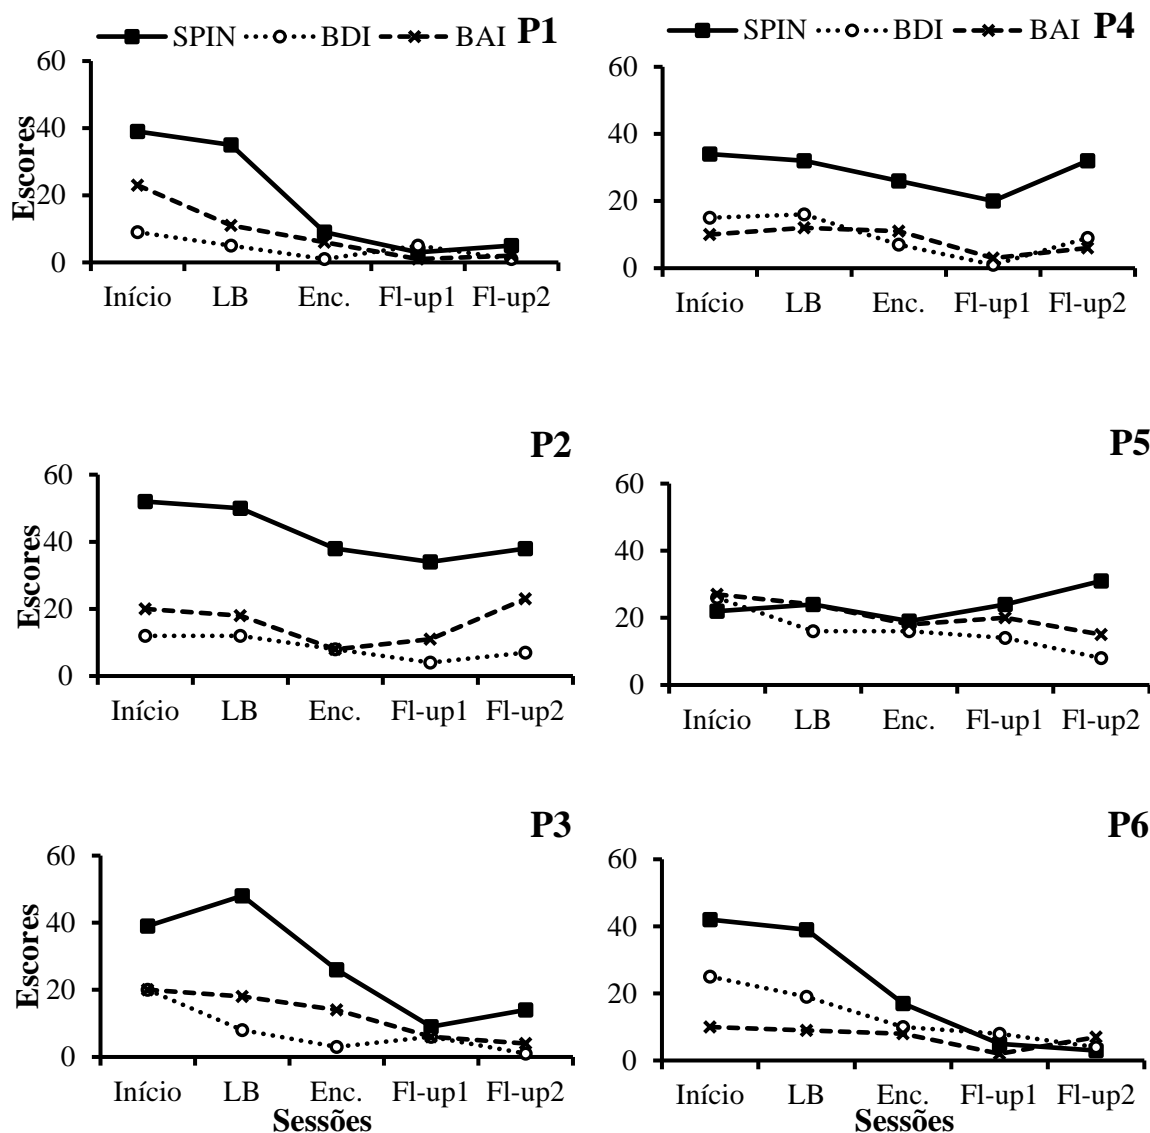 SPIN BDI BAI P1
60
40
20
0
Escores
Início LB Enc. Fl-up1 Fl-up2
SPIN BDI BAI P4
60
40
20
0
Início LB Enc. Fl-up1 Fl-up2
P2
60
40
20
0
Escores
Início LB Enc. Fl-up1 Fl-up2
P5
60
40
20
0
Início LB Enc. Fl-up1 Fl-up2
P3
60
40
20
0
Escores
Início LB Enc. Fl-up1 Fl-up2
Sessões
P6
60
40
20
0
Início LB Enc. Fl-up1 Fl-up2
Sessões